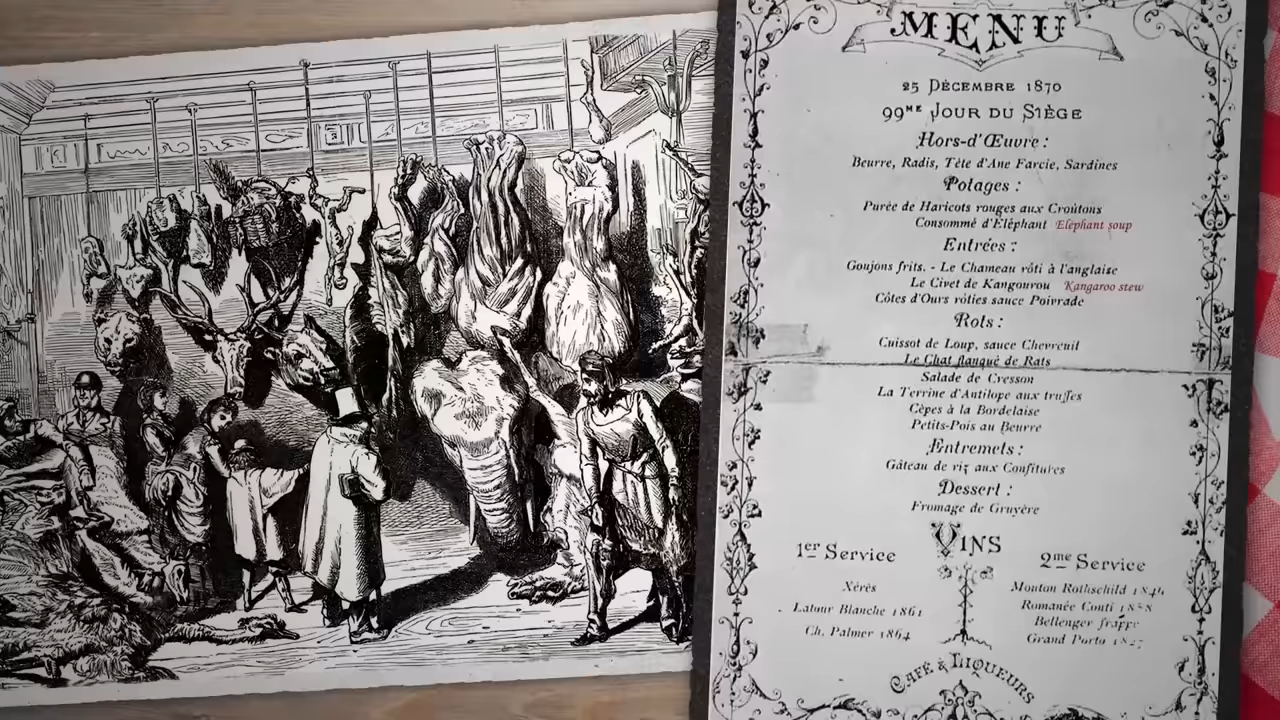 MENU
25 DÉCEMBRE 1870
99ME JOUR DU SIÈGE
Hors-d'Œuvre :
Beurre, Radis, Tête d'Ane Farcie, Sardines
Potages :
Purée de Haricots rouges aux Croûtons
Consommé d'Eléphant Elephant soup
Entrées :
Goujons frits. - Le Chameau rôti à l'anglaise
Le Civet de Kangourou Kangaroo stew
Côtes d'Ours rôties sauce Poivrade
Rots :
Cuissot de Loup, sauce Chevreuil
Le Chat flanqué de Rats
Salade de Cresson
La Terrine d'Antilope aux truffes
Cèpes à la Bordelaise
Petits-Pois au Beurre
Entremets :
Gâteau de riz aux Confitures
Dessert :
Fromage de Gruyère
VINS
1er Service
Xérès
Latour Blanche 1861
Ch. Palmer 1864
2me Service
Mouton Rothschild 1846
Romanée Conti 1858
Bellenger frappé
Grand Porto 1827
CAFÉ & LIQUEURS